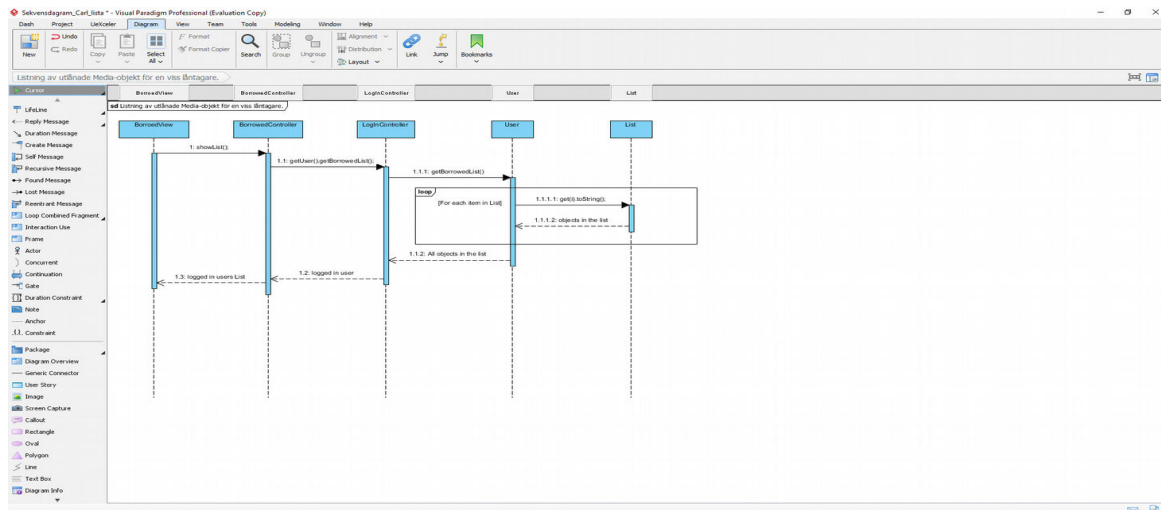 Sekvensdagram_Carl_lista * - Visual Paradigm Professional (Evaluation Copy)
Dash Project UeXceler Diagram View Team Tools Modeling Window Help
New
Undo
Redo
Copy
Paste
Select All
Format
Format Copier
Search
Group
Ungroup
Alignment
Distribution
Layout
Link
Jump
Bookmarks
Listning av utlånade Media-objekt för en viss låntagare.
Cursor
LifeLine
Reply Message
Duration Message
Create Message
Self Message
Recursive Message
Found Message
Lost Message
Reentrant Message
Loop Combined Fragment
Interaction Use
Frame
Actor
Concurrent
Continuation
Gate
Duration Constraint
Note
Anchor
Constraint
Package
Diagram Overview
Generic Connector
User Story
Image
Screen Capture
Callout
Rectangle
Oval
Polygon
Line
Text Box
Diagram Info
BorroedView BorrowedController LogInController User List
sd Listning av utlånade Media-objekt för en viss låntagare.
BorroedView BorrowedController LogInController User List
1: showList();
1.1: getUser().getBorrowedList();
1.1.1: getBorrowedList()
loop
[For each item in List]
1.1.1.1: get(i).toString();
1.1.1.2: objects in the list
1.1.2: All objects in the list
1.2: logged in user
1.3: logged in users List